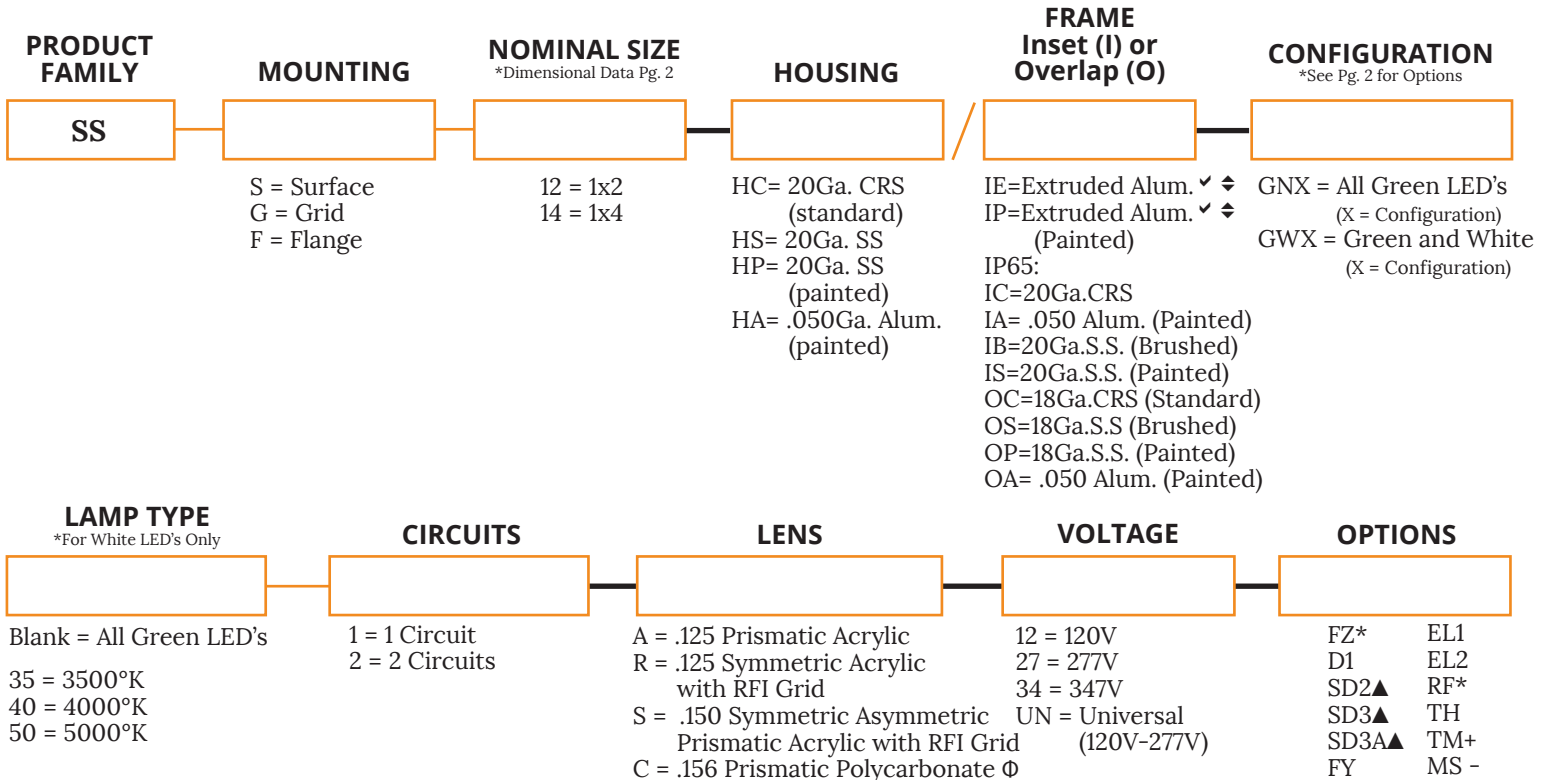 PRODUCT
FAMILY
MOUNTING
NOMINAL SIZE
*Dimensional Data Pg. 2
HOUSING
FRAME
Inset (I) or
Overlap (O)
CONFIGURATION
*See Pg. 2 for Options
SS
/
S = Surface
G = Grid
F = Flange
12 = 1x2
14 = 1x4
HC= 20Ga. CRS
(standard)
HS= 20Ga. SS
HP= 20Ga. SS
(painted)
HA= .050Ga. Alum.
(painted)
IE=Extruded Alum.
IP=Extruded Alum.
(Painted)
IP65:
IC=20Ga.CRS
IA= .050 Alum. (Painted)
IB=20Ga.S.S. (Brushed)
IS=20Ga.S.S. (Painted)
OC=18Ga.CRS (Standard)
OS=18Ga.S.S (Brushed)
OP=18Ga.S.S. (Painted)
OA= .050 Alum. (Painted)
GNX = All Green LED's
(X = Configuration)
GWX = Green and White
(X = Configuration)
LAMP TYPE
*For White LED's Only
CIRCUITS
LENS
VOLTAGE
OPTIONS
Blank = All Green LED's
35 = 3500°K
40 = 4000°K
50 = 5000°K
1 = 1 Circuit
2 = 2 Circuits
A = .125 Prismatic Acrylic
R = .125 Symmetric Acrylic
with RFI Grid
S = .150 Symmetric Asymmetric
Prismatic Acrylic with RFI Grid
C = .156 Prismatic Polycarbonate Φ
12 = 120V
27 = 277V
34 = 347V
UN = Universal
(120V-277V)
FZ*
D1
SD2▲
SD3▲
SD3A▲
FY
EL1
EL2
RF*
TH
TM+
MS -